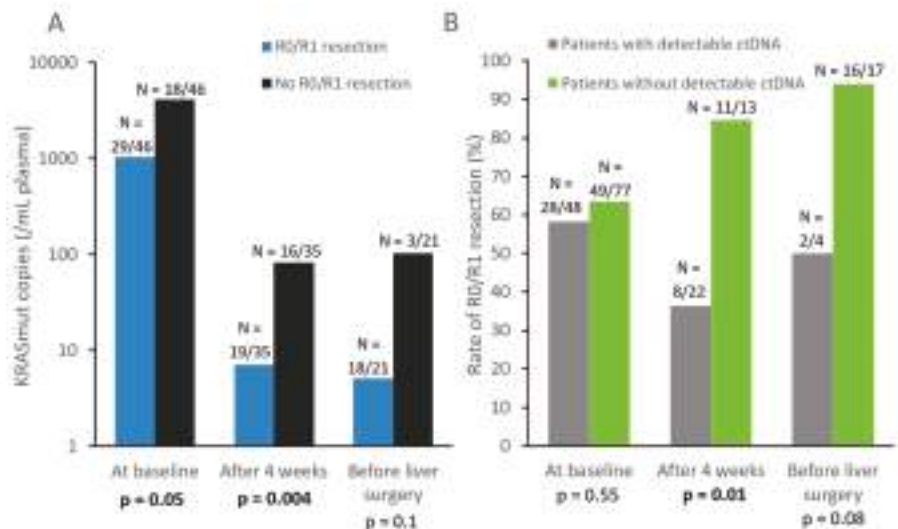 A
R0/R1 resection
No R0/R1 resection
KRASmut copies (/mL plasma)
10000
1000
100
10
1
N =
29/46
N = 18/46
N =
19/35
N = 16/35
N =
18/21
N = 3/21
At baseline
p = 0.05
After 4 weeks
p = 0.004
Before liver
surgery
p = 0.1
B
Patients with detectable ctDNA
Patients without detectable ctDNA
Rate of R0/R1 resection (%)
100
90
80
70
60
50
40
30
20
10
0
N =
28/48
N =
49/77
N =
8/22
N = 11/13
N =
2/4
N = 16/17
At baseline
p = 0.55
After 4 weeks
p = 0.01
Before liver
surgery
p = 0.08